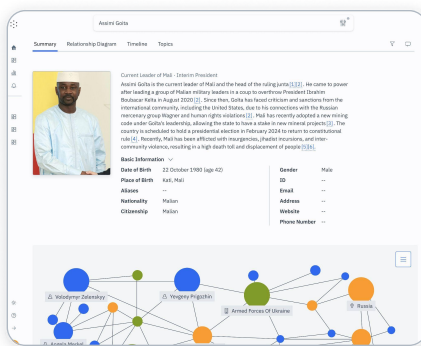 Assimi Goita
Summary
Relationship Diagram
Timeline
Topics
Current Leader of Mali - Interim President
Assimi Goita is the current leader of Mali and the head of the ruling junta [1][2]. He came to power
after leading a group of Malian military leaders in a coup to overthrow President Ibrahim
Boubacar Keïta in August 2020 [2]. Since then, Goïta has faced criticism and sanctions from the
international community, including the United States, due to his connections with the Russian
mercenary group Wagner and human rights violations [2]. Mali has recently adopted a new mining
code under Goïta's leadership, allowing the state to have a stake in new mineral projects [3]. The
country is scheduled to hold a presidential election in February 2024 to return to constitutional
rule [4]. Recently, Mali has been afflicted with insurgencies, jihadist incursions, and inter-
community violence, resulting in a high death toll and displacement of people [5][6].
Basic Information
Date of Birth 22 October 1980 (age 42)
Place of Birth Kati, Mali
Aliases --
Nationality Malian
Citizenship Malian
Gender Male
ID --
Email --
Address --
Website --
Phone Number --
Volodymyr Zelenskyy
Yevgeny Prigozhin
Armed Forces Of Ukraine
Russia
Angela Merkel